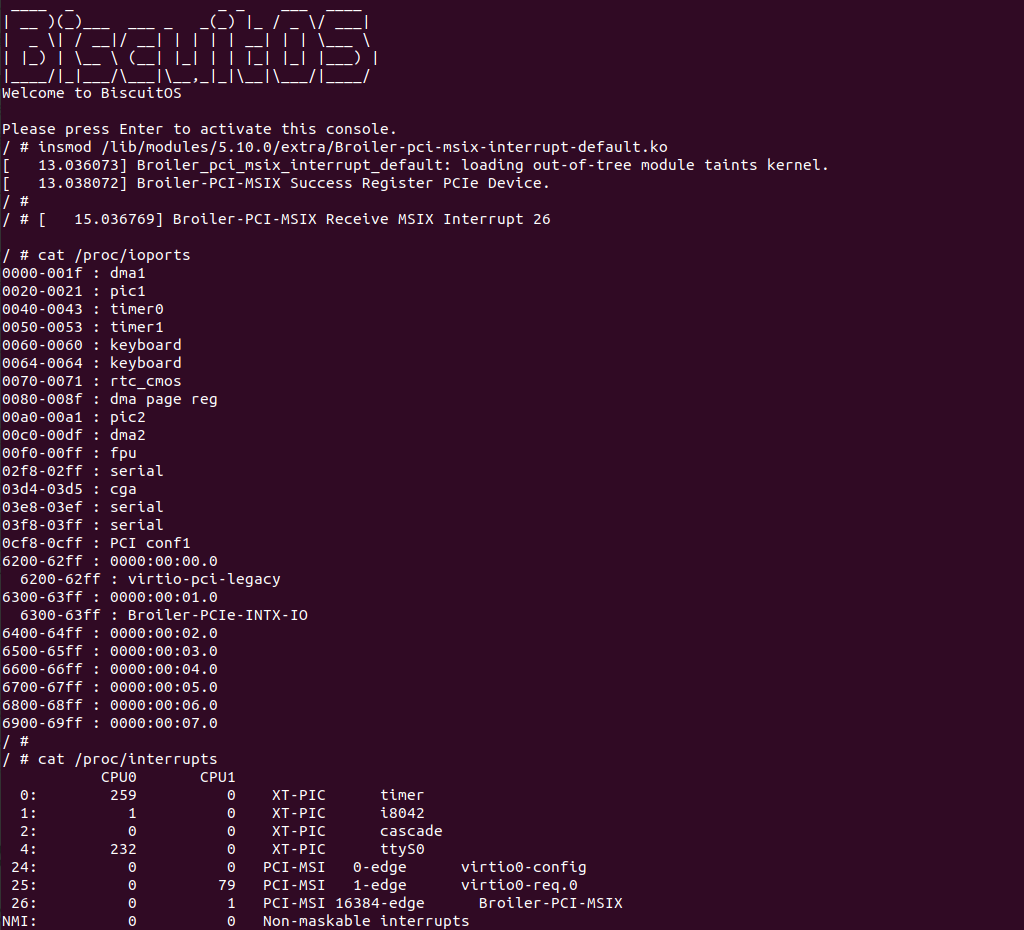 ____  _                _ _    ___  ____
| __ )(_)___  ___ _   _(_) |_ / _ \/ ___|
|  _ \| / __|/ __| | | | | __| | | \___ \
| |_) | \__ \ (__| |_| | | |_| |_| |___) |
|____/|_|___/\___|\__,_|_|\__|\___/|____/
Welcome to BiscuitOS

Please press Enter to activate this console.
/ # insmod /lib/modules/5.10.0/extra/Broiler-pci-msix-interrupt-default.ko
[   13.036073] Broiler_pci_msix_interrupt_default: loading out-of-tree module taints kernel.
[   13.038072] Broiler-PCI-MSIX Success Register PCIe Device.
/ #
/ # [   15.036769] Broiler-PCI-MSIX Receive MSIX Interrupt 26

/ # cat /proc/ioports
0000-001f : dma1
0020-0021 : pic1
0040-0043 : timer0
0050-0053 : timer1
0060-0060 : keyboard
0064-0064 : keyboard
0070-0071 : rtc_cmos
0080-008f : dma page reg
00a0-00a1 : pic2
00c0-00df : dma2
00f0-00ff : fpu
02f8-02ff : serial
03d4-03d5 : cga
03e8-03ef : serial
03f8-03ff : serial
0cf8-0cff : PCI conf1
6200-62ff : 0000:00:00.0
  6200-62ff : virtio-pci-legacy
6300-63ff : 0000:00:01.0
  6300-63ff : Broiler-PCIe-INTX-IO
6400-64ff : 0000:00:02.0
6500-65ff : 0000:00:03.0
6600-66ff : 0000:00:04.0
6700-67ff : 0000:00:05.0
6800-68ff : 0000:00:06.0
6900-69ff : 0000:00:07.0
/ #
/ # cat /proc/interrupts
           CPU0       CPU1
  0:        259          0    XT-PIC      timer
  1:          1          0    XT-PIC      i8042
  2:          0          0    XT-PIC      cascade
  4:        232          0    XT-PIC      ttyS0
 24:          0          0   PCI-MSI   0-edge      virtio0-config
 25:          0         79   PCI-MSI   1-edge      virtio0-req.0
 26:          0          1   PCI-MSI 16384-edge      Broiler-PCI-MSIX
NMI:          0          0   Non-maskable interrupts